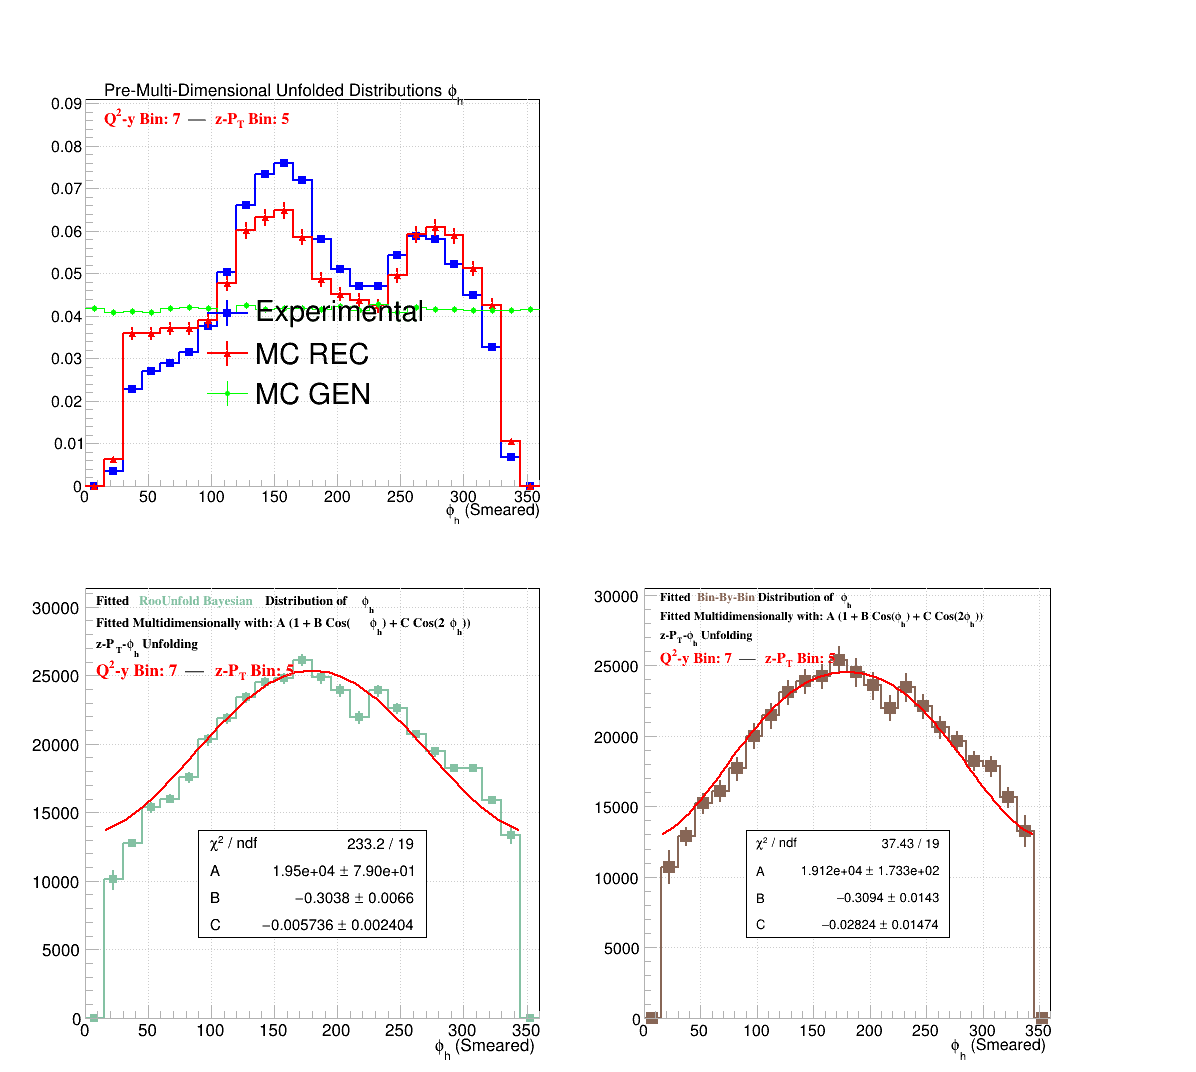 Pre-Multi-Dimensional Unfolded Distributions ϕh
Q2-y Bin: 7 — z-PT Bin: 5
0.09
0.08
0.07
0.06
0.05
0.04
0.03
0.02
0.01
0
Experimental
MC REC
MC GEN
0 50 100 150 200 250 300 350
ϕh (Smeared)
Fitted RooUnfold Bayesian Distribution of ϕh
Fitted Multidimensionally with: A (1 + B Cos( ϕh) + C Cos(2 ϕh))
z-PT-ϕh Unfolding
Q2-y Bin: 7 — z-PT Bin: 5
30000
25000
20000
15000
10000
5000
0
χ2 / ndf 233.2 / 19
A 1.95e+04 ± 7.90e+01
B −0.3038 ± 0.0066
C −0.005736 ± 0.002404
0 50 100 150 200 250 300 350
ϕh (Smeared)
Fitted Bin-By-Bin Distribution of ϕh
Fitted Multidimensionally with: A (1 + B Cos(ϕh) + C Cos(2ϕh))
z-PT-ϕh Unfolding
Q2-y Bin: 7 — z-PT Bin: 5
30000
25000
20000
15000
10000
5000
0
χ2 / ndf 37.43 / 19
A 1.912e+04 ± 1.733e+02
B −0.3094 ± 0.0143
C −0.02824 ± 0.01474
0 50 100 150 200 250 300 350
ϕh (Smeared)